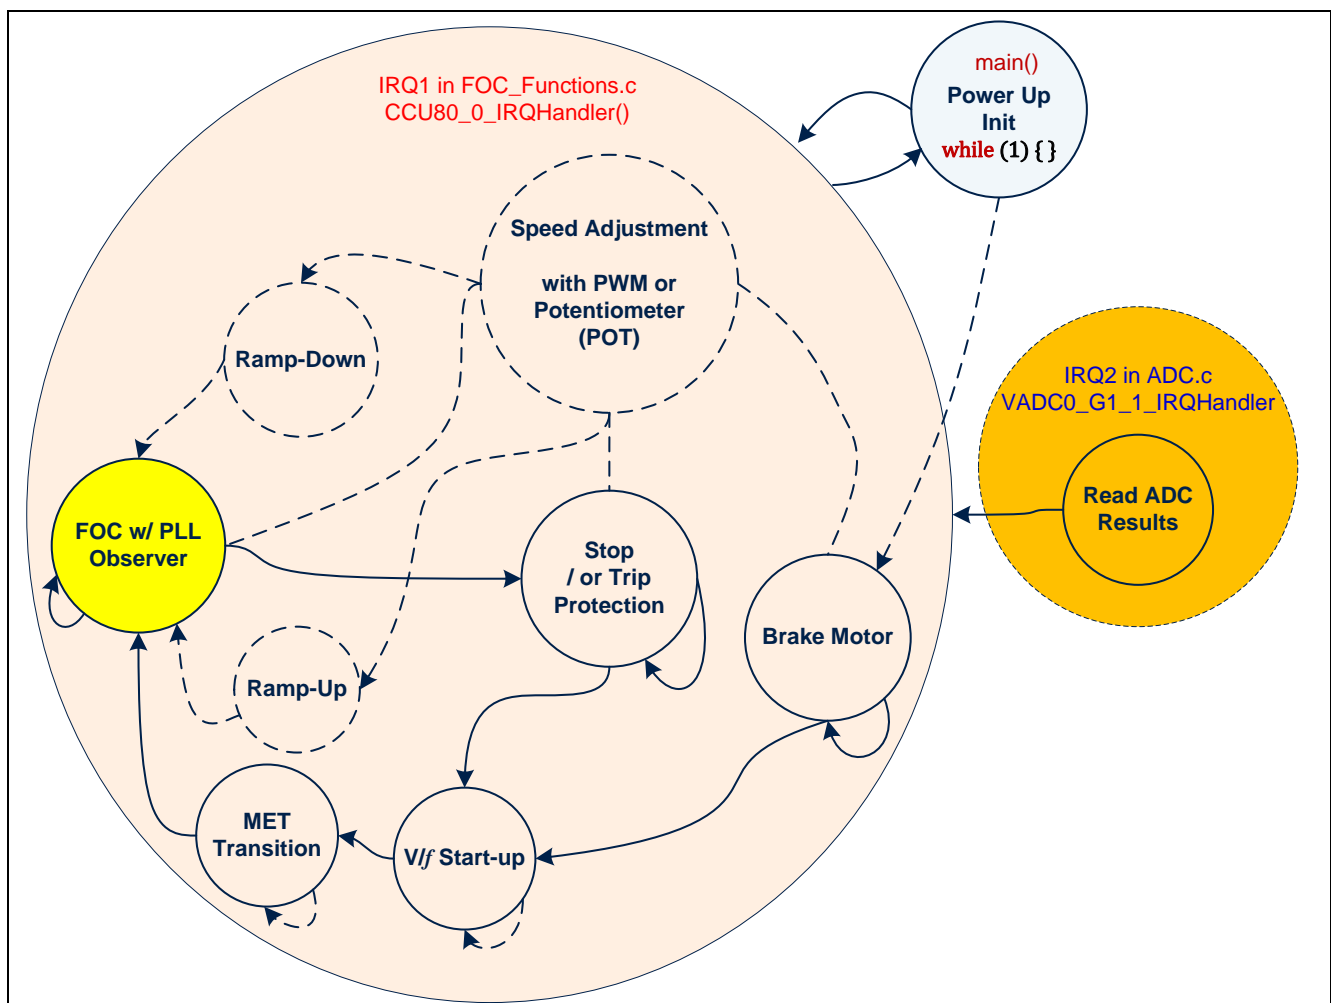 IRQ1 in FOC_Functions.c
CCU80_0_IRQHandler()
main()
Power Up
Init
while (1) { }
Speed Adjustment
with PWM or
Potentiometer
(POT)
Ramp-Down
IRQ2 in ADC.c
VADC0_G1_1_IRQHandler
Read ADC
Results
FOC w/ PLL
Observer
Stop
/ or Trip
Protection
Brake Motor
Ramp-Up
MET
Transition
V/f Start-up